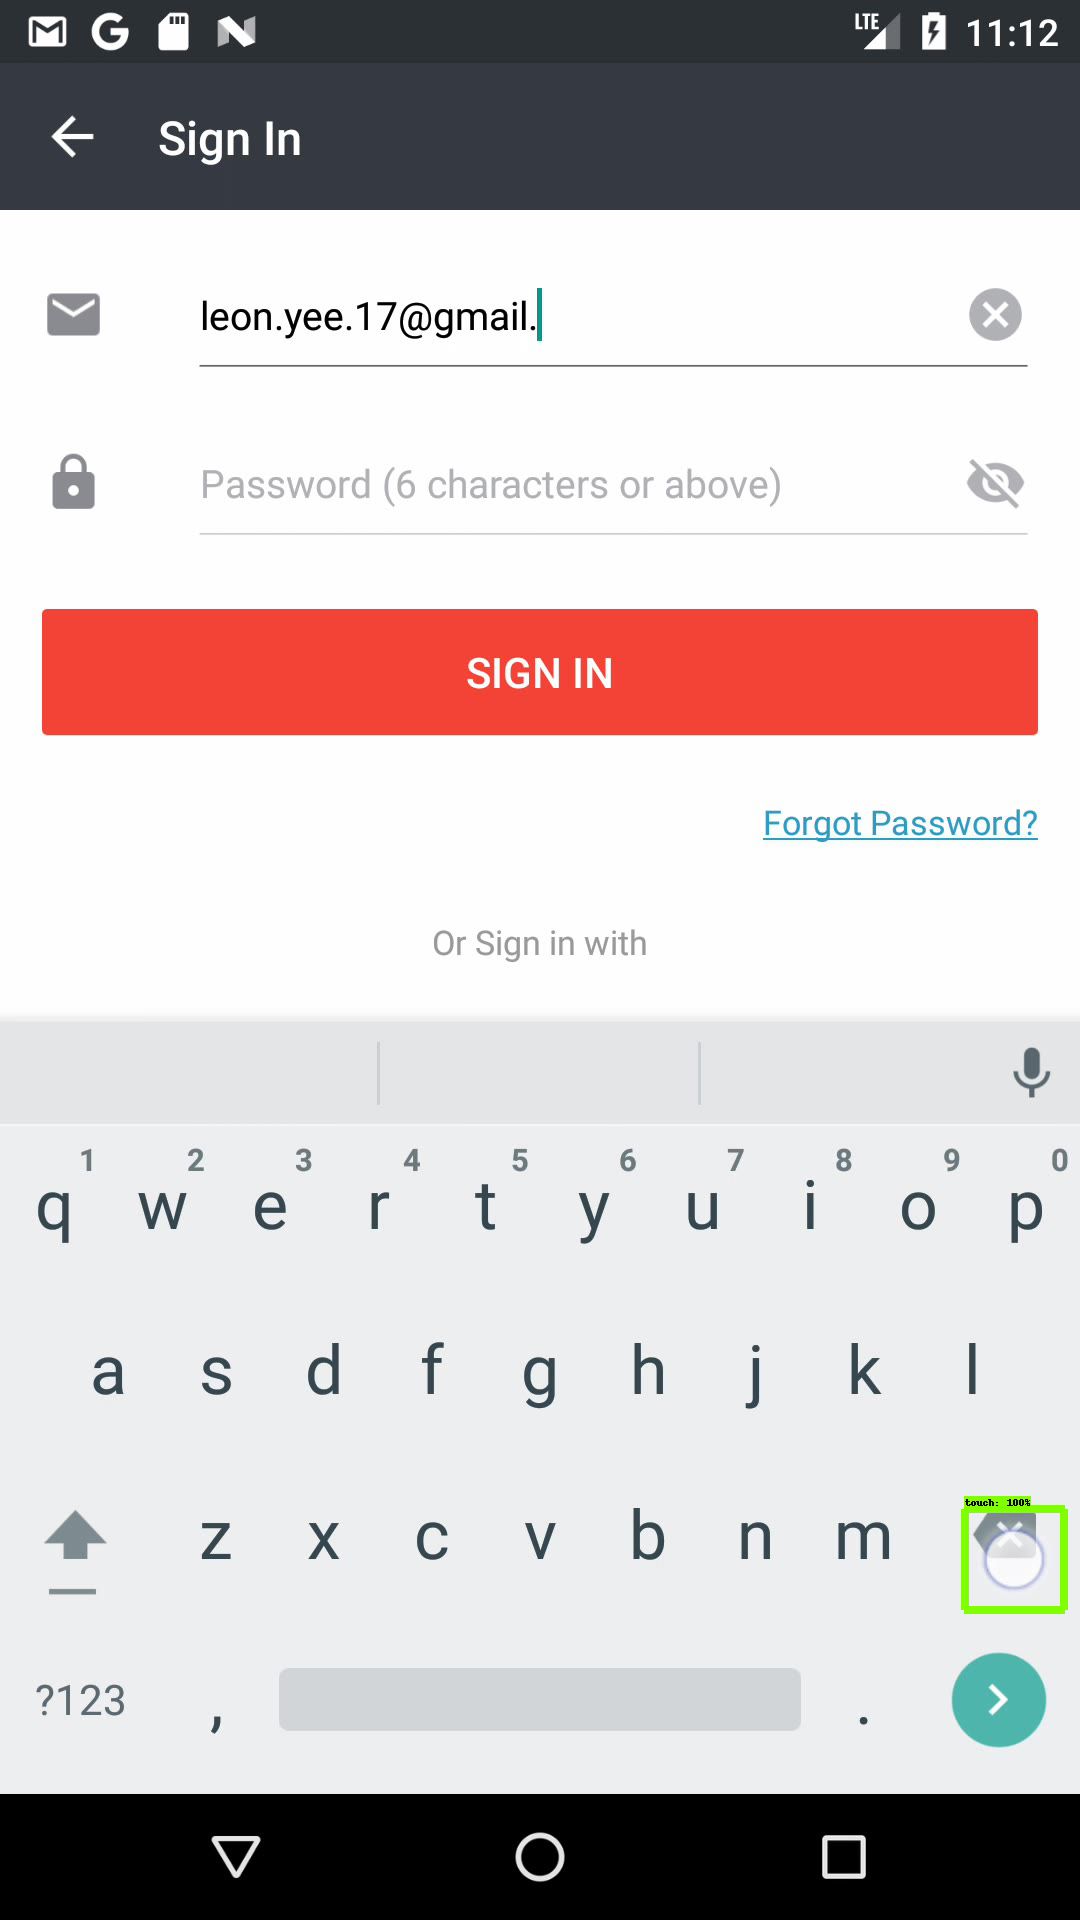 LTE 11:12
Sign In
leon.yee.17@gmail.
Password (6 characters or above)
SIGN IN
Forgot Password?
Or Sign in with
1 2 3 4 5 6 7 8 9 0
q w e r t y u i o p
a s d f g h j k l
touch: 100%
z x c v b n m
?123 , .